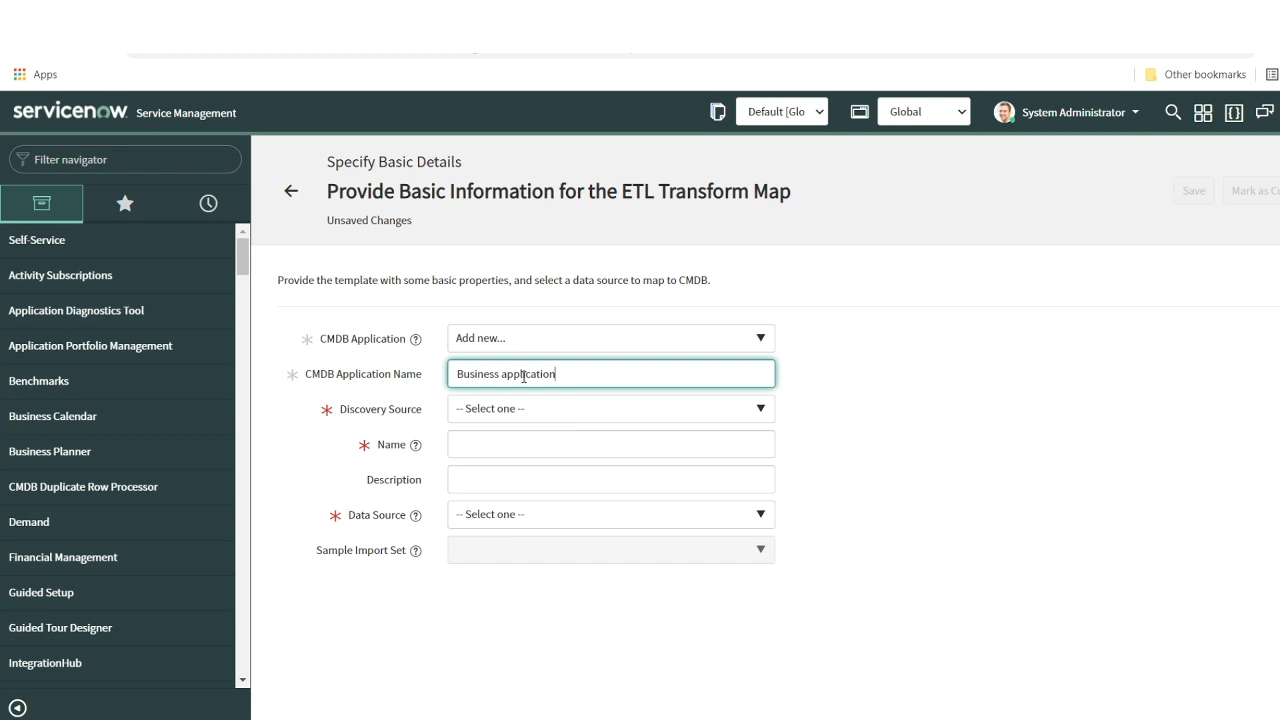 Apps
Other bookmarks
servicenow Service Management
Default [Glo
Global
System Administrator
Filter navigator
Self-Service
Activity Subscriptions
Application Diagnostics Tool
Application Portfolio Management
Benchmarks
Business Calendar
Business Planner
CMDB Duplicate Row Processor
Demand
Financial Management
Guided Setup
Guided Tour Designer
IntegrationHub
Specify Basic Details
Provide Basic Information for the ETL Transform Map
Unsaved Changes
Save
Mark as Co
Provide the template with some basic properties, and select a data source to map to CMDB.
CMDB Application Add new...
CMDB Application Name Business application
Discovery Source -- Select one --
Name
Description
Data Source -- Select one --
Sample Import Set